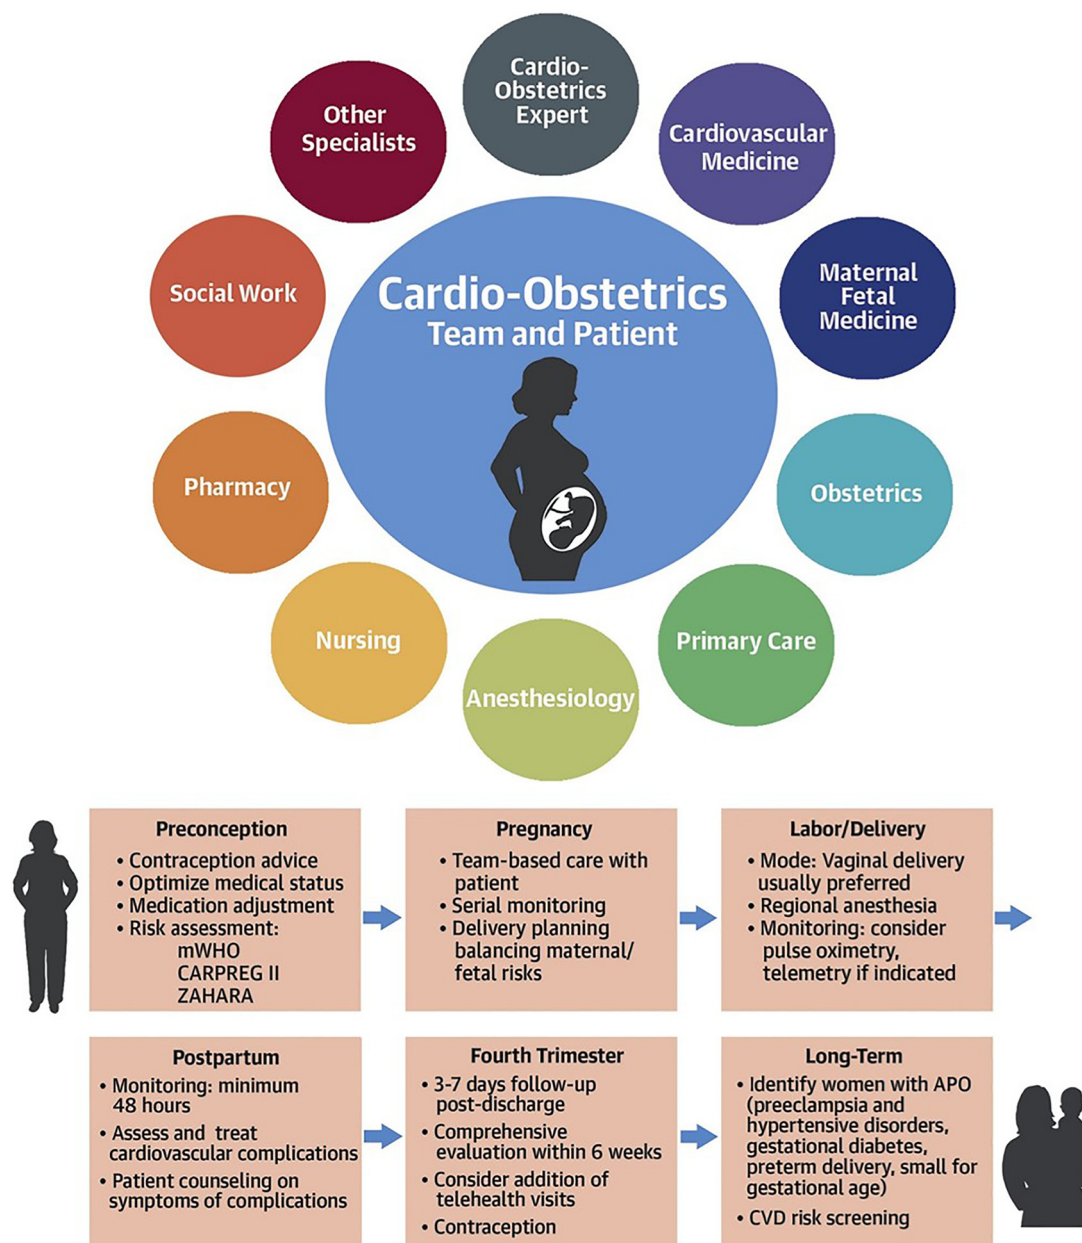 Cardio-
Obstetrics
Expert
Other
Specialists
Cardiovascular
Medicine
Social Work
Cardio-Obstetrics
Team and Patient
Maternal
Fetal
Medicine
Pharmacy
Obstetrics
Nursing
Primary Care
Anesthesiology
Preconception
• Contraception advice
• Optimize medical status
• Medication adjustment
• Risk assessment:
mWHO
CARPREG II
ZAHARA
Pregnancy
• Team-based care with
patient
• Serial monitoring
• Delivery planning
balancing maternal/
fetal risks
Labor/Delivery
• Mode: Vaginal delivery
usually preferred
• Regional anesthesia
• Monitoring: consider
pulse oximetry,
telemetry if indicated
Postpartum
• Monitoring: minimum
48 hours
• Assess and treat
cardiovascular complications
• Patient counseling on
symptoms of complications
Fourth Trimester
• 3-7 days follow-up
post-discharge
• Comprehensive
evaluation within 6 weeks
• Consider addition of
telehealth visits
• Contraception
Long-Term
• Identify women with APO
(preeclampsia and
hypertensive disorders,
gestational diabetes,
preterm delivery, small for
gestational age)
• CVD risk screening